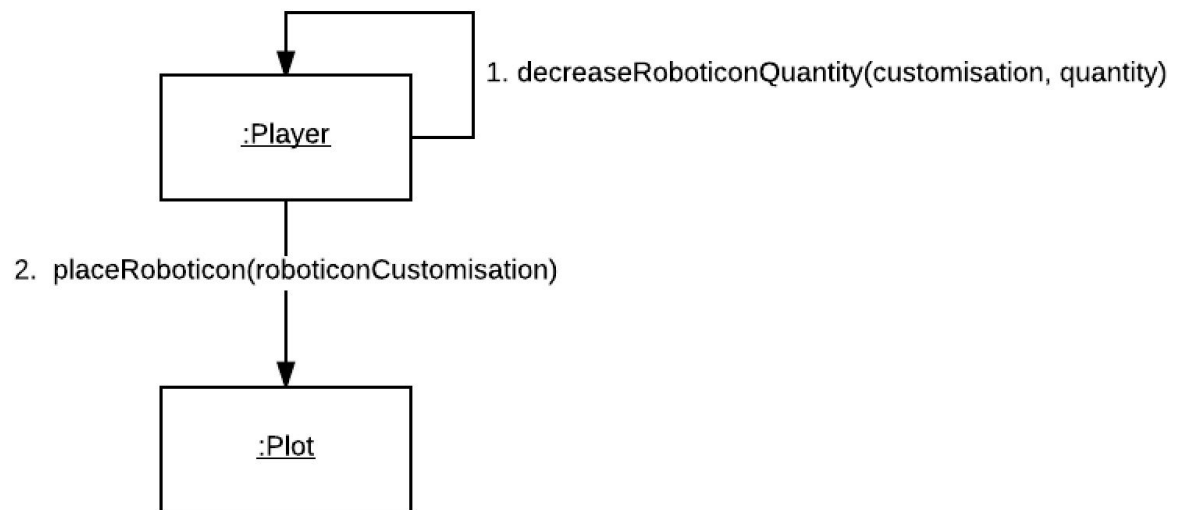 1. decreaseRoboticonQuantity(customisation, quantity)
:Player
2. placeRoboticon(roboticonCustomisation)
:Plot